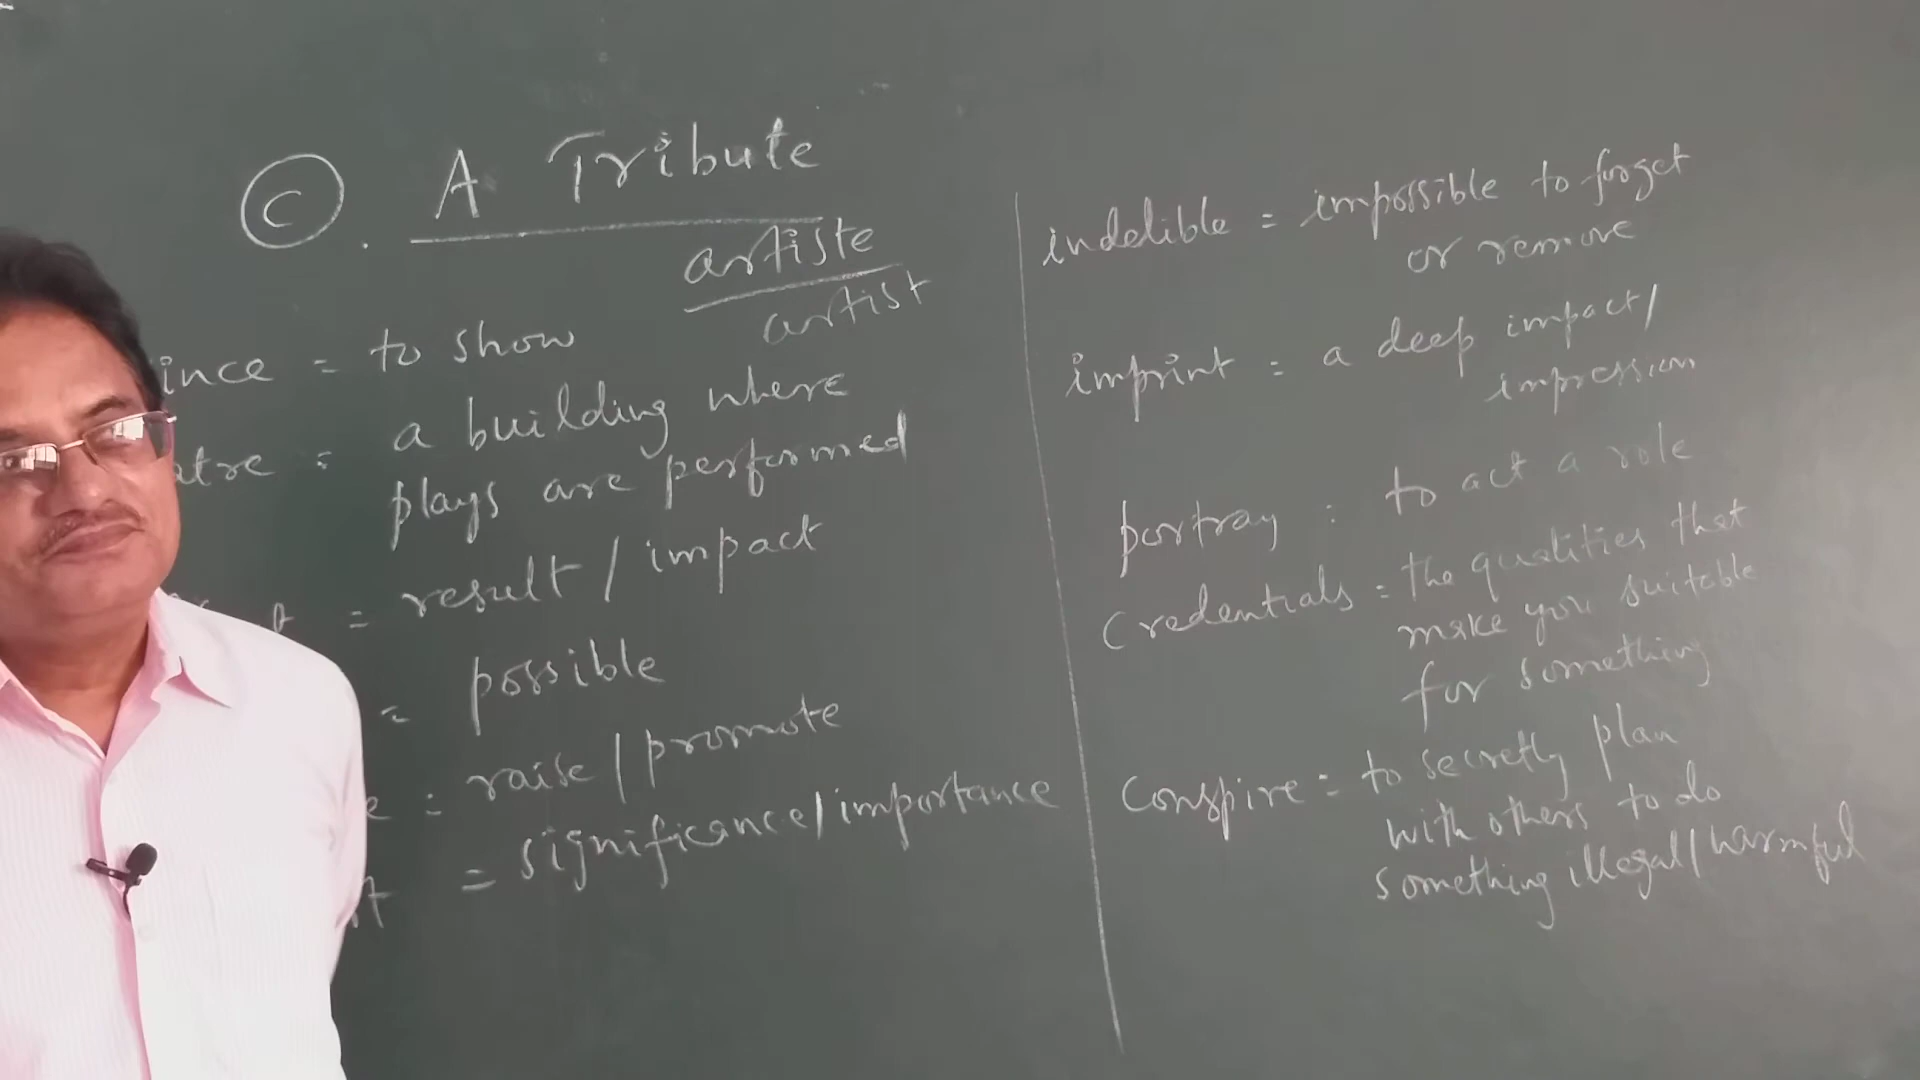 C. A Tribute
artiste
artist
ince = to show
atre : a building where
plays are performed
= result / impact
= possible
e : raise / promote
= significance / importance
indelible = impossible to forget
or remove
imprint : a deep impact /
impression
portray : to act a role
Credentials = the qualities that
make you suitable
for something
Conspire = to secretly plan
with others to do
something illegal / harmful